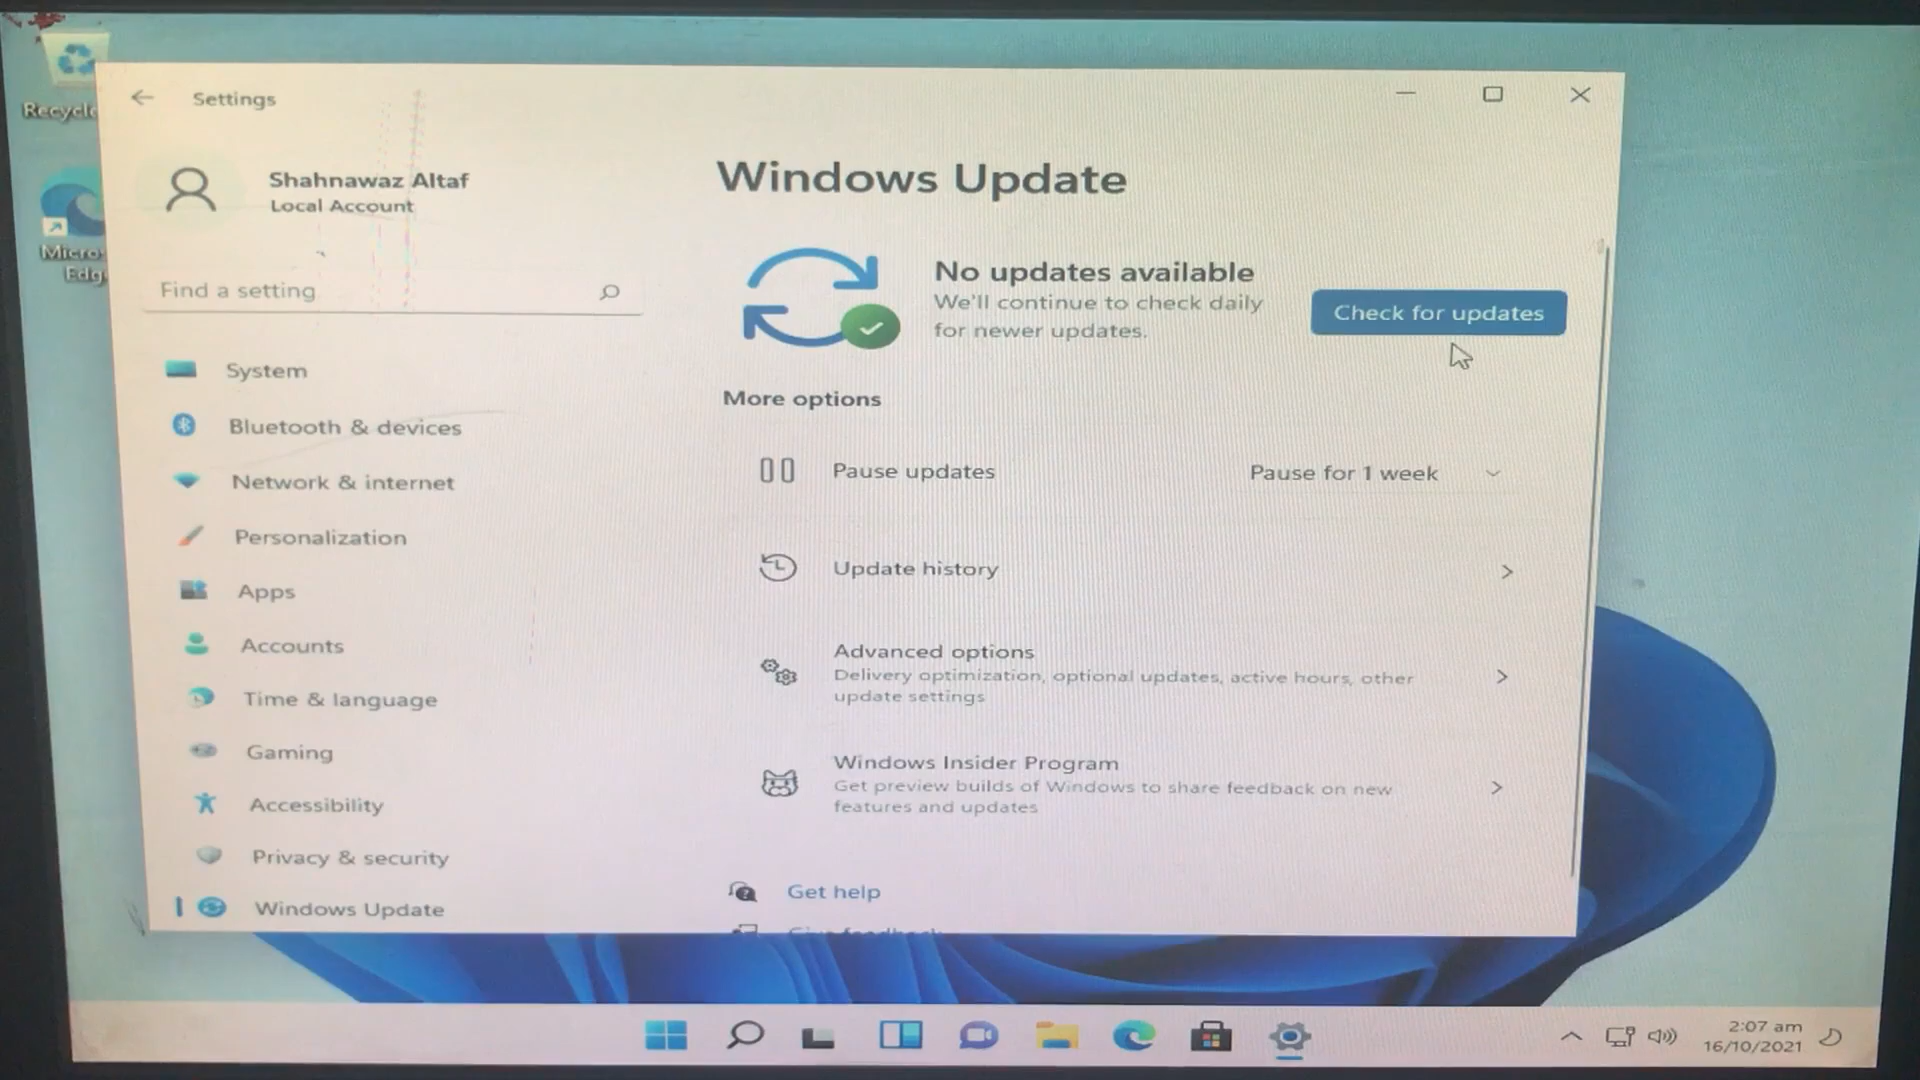 Settings
Shahnawaz Altaf
Local Account
Find a setting
System
Bluetooth & devices
Network & internet
Personalization
Apps
Accounts
Time & language
Gaming
Accessibility
Privacy & security
Windows Update
Windows Update
No updates available
We'll continue to check daily
for newer updates.
Check for updates
More options
Pause updates
Pause for 1 week
Update history
Advanced options
Delivery optimization, optional updates, active hours, other
update settings
Windows Insider Program
Get preview builds of Windows to share feedback on new
features and updates
Get help
Recycle
Micro
Edg
2:07 am
16/10/2021